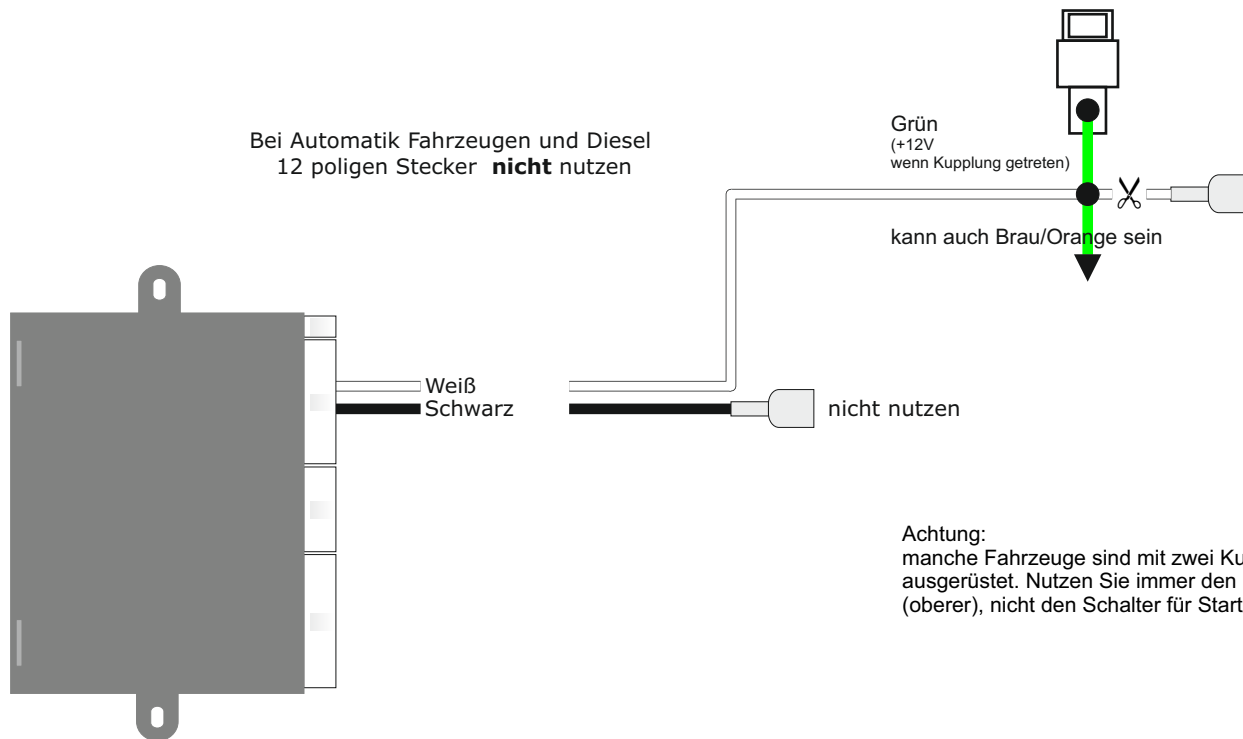 Bei Automatik Fahrzeugen und Diesel
12 poligen Stecker nicht nutzen
Grün
(+12V
wenn Kupplung getreten)
kann auch Brau/Orange sein
Weiß
Schwarz
nicht nutzen
Achtung:
manche Fahrzeuge sind mit zwei
ausgerüstet. Nutzen Sie immer den
(oberer), nicht den Schalter für Start